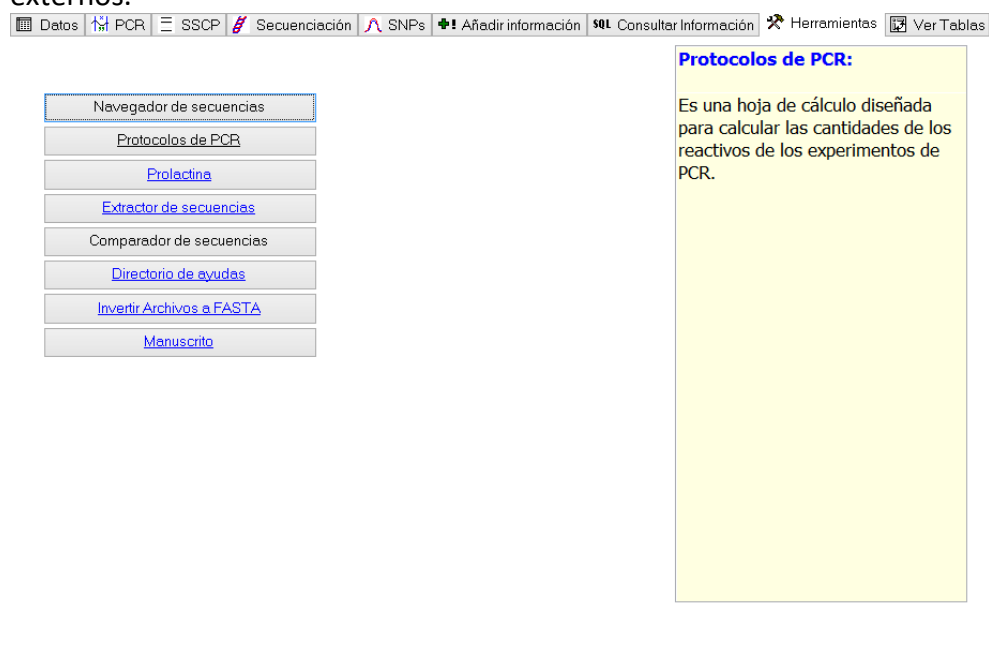 externos.
Datos PCR SSCP Secuenciación SNPs Añadir información SQL Consultar Información Herramientas Ver Tablas
Navegador de secuencias
Protocolos de PCR
Prolactina
Extractor de secuencias
Comparador de secuencias
Directorio de ayudas
Invertir Archivos a FASTA
Manuscrito
Protocolos de PCR:
Es una hoja de cálculo diseñada
para calcular las cantidades de los
reactivos de los experimentos de
PCR.